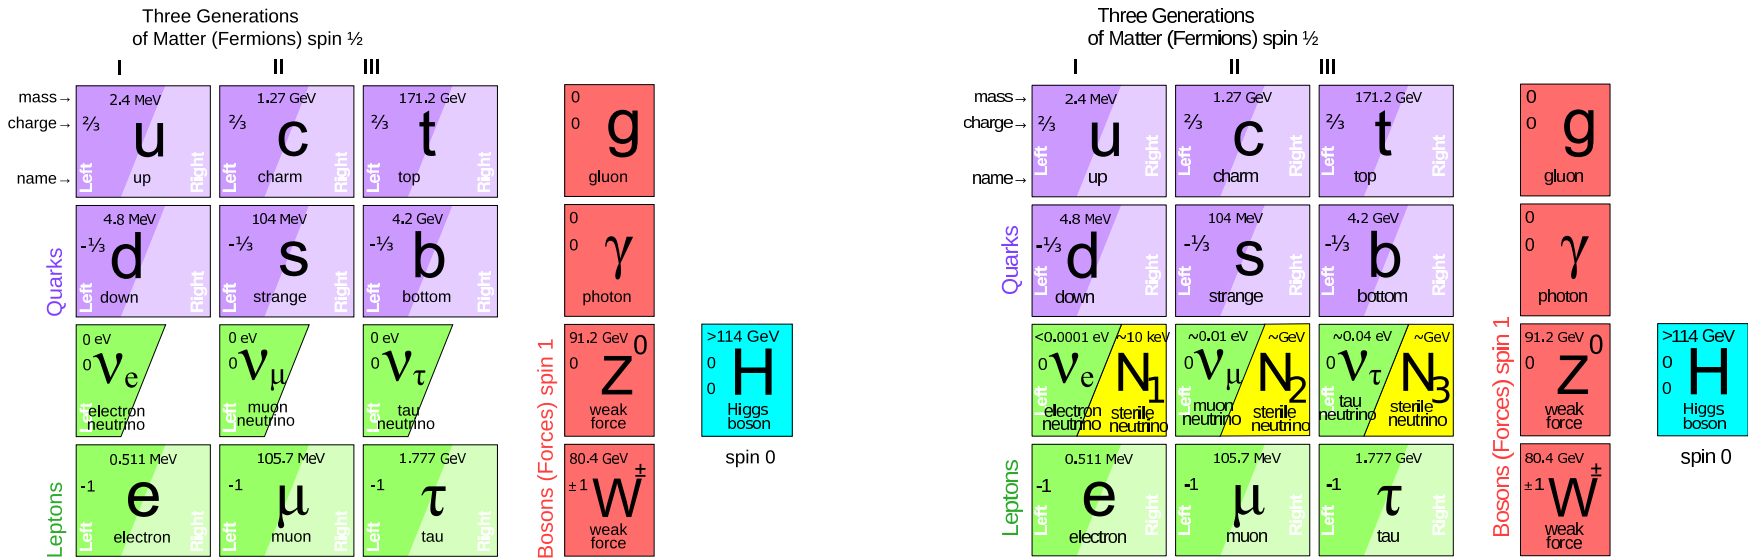 Three Generations
of Matter (Fermions) spin ½
I II III
mass→
charge→
name→
2.4 MeV
⅔
u
Left
up
Right
1.27 GeV
⅔
c
Left
charm
Right
171.2 GeV
⅔
t
Left
top
Right
0
0
g
gluon
Quarks
4.8 MeV
-⅓
d
Left
down
Right
104 MeV
-⅓
s
Left
strange
Right
4.2 GeV
-⅓
b
Left
bottom
Right
0
0
γ
photon
0 eV
0
νe
Left
electron
neutrino
0 eV
0
νμ
Left
muon
neutrino
0 eV
0
ντ
Left
tau
neutrino
91.2 GeV
0
Z0
weak
force
>114 GeV
0
0
H
Higgs
boson
spin 0
Leptons
0.511 MeV
-1
e
Left
electron
Right
105.7 MeV
-1
μ
Left
muon
Right
1.777 GeV
-1
τ
Left
tau
Right
80.4 GeV
±1
W±
weak
force
Bosons (Forces) spin 1
Three Generations
of Matter (Fermions) spin ½
I II III
mass→
charge→
name→
2.4 MeV
⅔
u
Left
up
Right
1.27 GeV
⅔
c
Left
charm
Right
171.2 GeV
⅔
t
Left
top
Right
0
0
g
gluon
Quarks
4.8 MeV
-⅓
d
Left
down
Right
104 MeV
-⅓
s
Left
strange
Right
4.2 GeV
-⅓
b
Left
bottom
Right
0
0
γ
photon
<0.0001 eV
0
νe
Left
electron
neutrino
~10 keV
N1
sterile
neutrino
~0.01 eV
0
νμ
Left
muon
neutrino
~GeV
N2
sterile
neutrino
~0.04 eV
0
ντ
Left
tau
neutrino
~GeV
N3
sterile
neutrino
91.2 GeV
0
Z0
weak
force
>114 GeV
0
0
H
Higgs
boson
spin 0
Leptons
0.511 MeV
-1
e
Left
electron
Right
105.7 MeV
-1
μ
Left
muon
Right
1.777 GeV
-1
τ
Left
tau
Right
80.4 GeV
±1
W±
weak
force
Bosons (Forces) spin 1